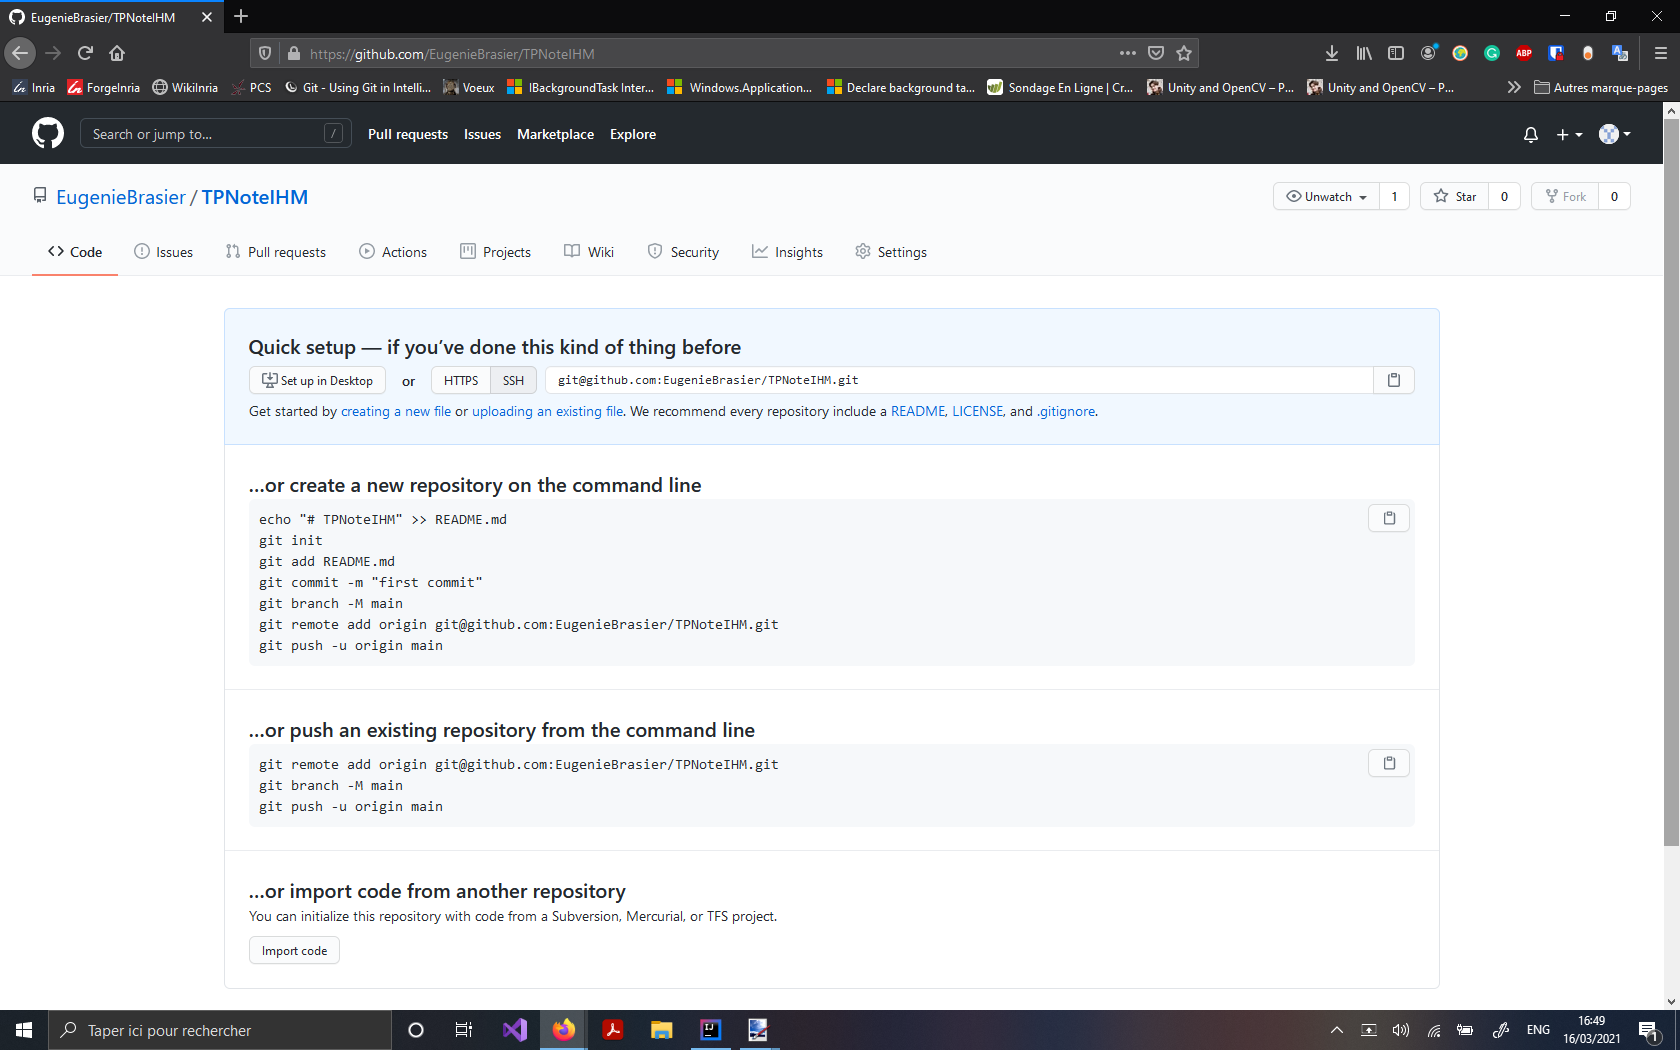 EugenieBrasier/TPNoteIHM
https://github.com/EugenieBrasier/TPNoteIHM
ABP
Inria
ForgeInria
WikiInria
PCS
Git - Using Git in Intelli...
Voeux
IBackgroundTask Inter...
Windows.Application...
Declare background ta...
Sondage En Ligne | Cr...
Unity and OpenCV – P...
Unity and OpenCV – P...
Autres marque-pages
Search or jump to...
/
Pull requests
Issues
Marketplace
Explore
EugenieBrasier / TPNoteIHM
Unwatch
1
Star
0
Fork
0
Code
Issues
Pull requests
Actions
Projects
Wiki
Security
Insights
Settings
Quick setup — if you’ve done this kind of thing before
Set up in Desktop
or
HTTPS
SSH
git@github.com:EugenieBrasier/TPNoteIHM.git
Get started by creating a new file or uploading an existing file. We recommend every repository include a README, LICENSE, and .gitignore.
…or create a new repository on the command line
echo "# TPNoteIHM" >> README.md
git init
git add README.md
git commit -m "first commit"
git branch -M main
git remote add origin git@github.com:EugenieBrasier/TPNoteIHM.git
git push -u origin main
…or push an existing repository from the command line
git remote add origin git@github.com:EugenieBrasier/TPNoteIHM.git
git branch -M main
git push -u origin main
…or import code from another repository
You can initialize this repository with code from a Subversion, Mercurial, or TFS project.
Import code
Taper ici pour rechercher
IJ
ENG
16:49
16/03/2021
1